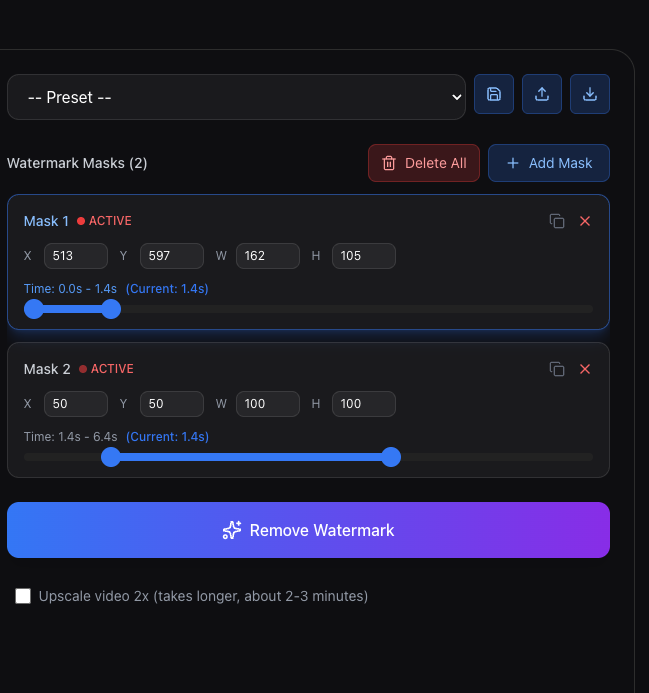 -- Preset --
Watermark Masks (2)
Delete All
Add Mask
Mask 1 ACTIVE
X 513 Y 597 W 162 H 105
Time: 0.0s - 1.4s (Current: 1.4s)
Mask 2 ACTIVE
X 50 Y 50 W 100 H 100
Time: 1.4s - 6.4s (Current: 1.4s)
Remove Watermark
Upscale video 2x (takes longer, about 2-3 minutes)